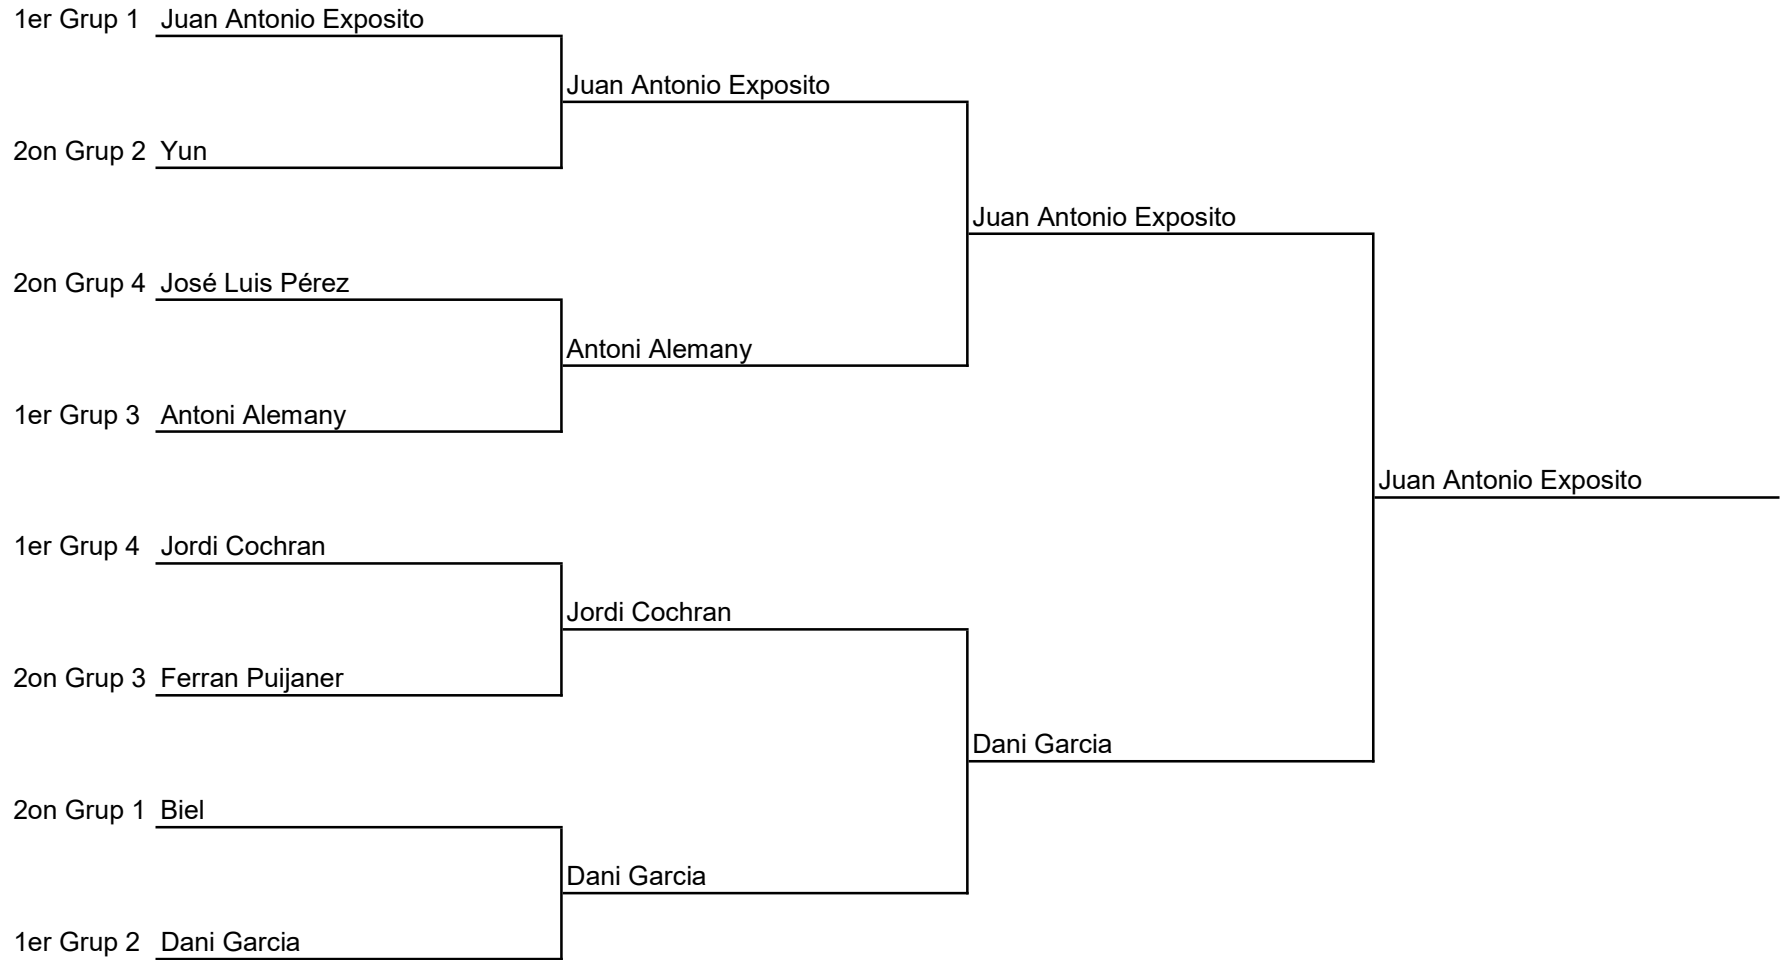 1er Grup 1 Juan Antonio Exposito
Juan Antonio Exposito
2on Grup 2 Yun
Juan Antonio Exposito
2on Grup 4 José Luis Pérez
Antoni Alemany
1er Grup 3 Antoni Alemany
Juan Antonio Exposito
1er Grup 4 Jordi Cochran
Jordi Cochran
2on Grup 3 Ferran Puijaner
Dani Garcia
2on Grup 1 Biel
Dani Garcia
1er Grup 2 Dani Garcia